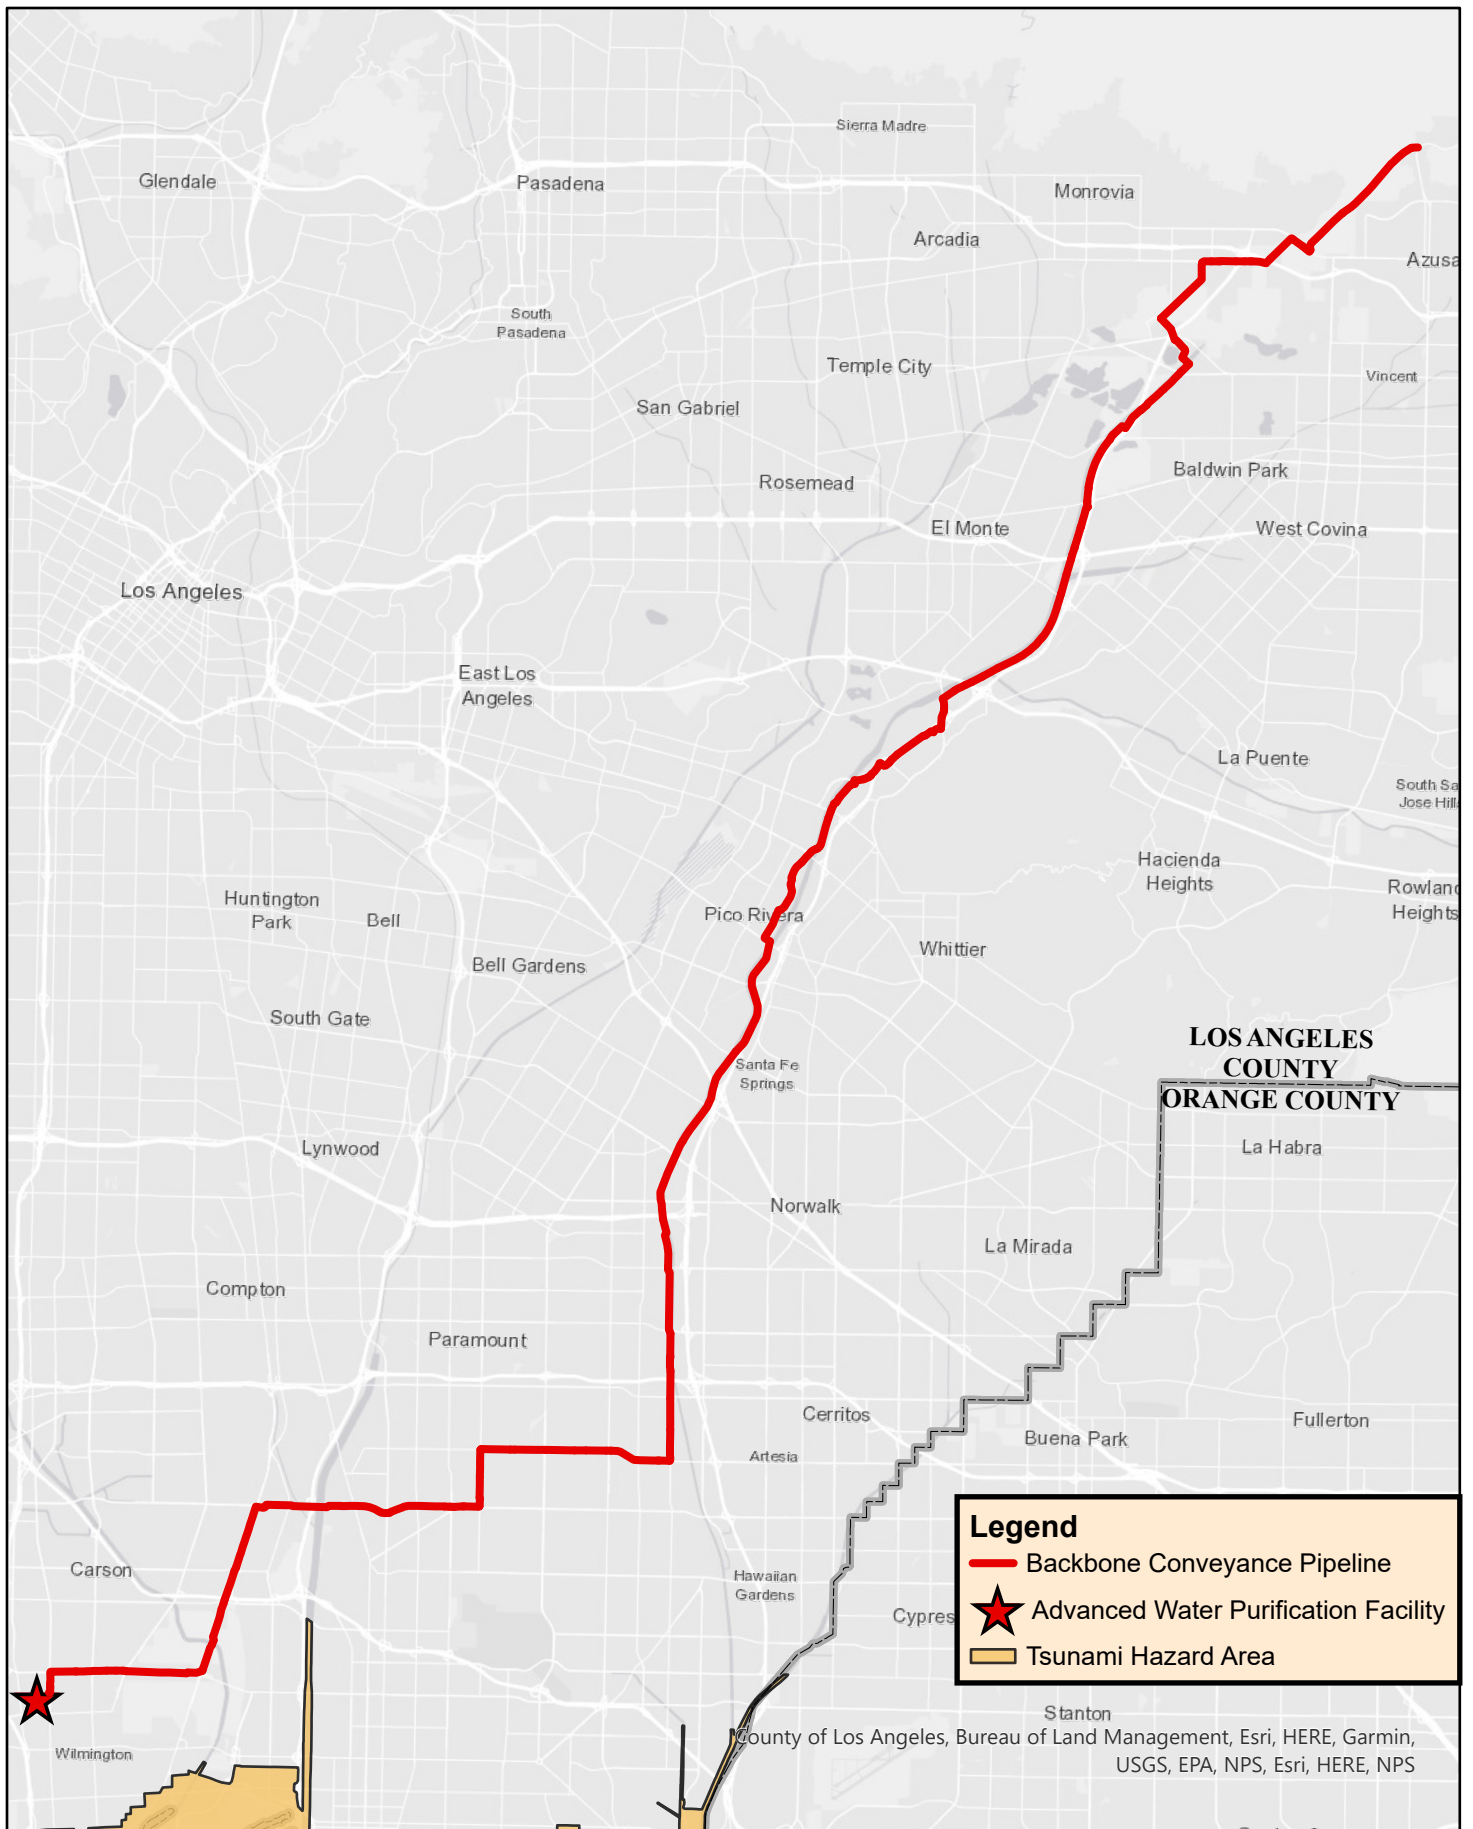 Sierra Madre
Glendale
Pasadena
Monrovia
Arcadia
Azusa
South
Pasadena
Temple City
Vincent
San Gabriel
Baldwin Park
Rosemead
El Monte
West Covina
Los Angeles
East Los
Angeles
La Puente
South Sa
Jose Hill
Hacienda
Heights
Rowland
Heights
Huntington
Park
Bell
Pico Rivera
Whittier
Bell Gardens
South Gate
LOS ANGELES
COUNTY
ORANGE COUNTY
Santa Fe
Springs
La Habra
Lynwood
Norwalk
La Mirada
Compton
Paramount
Cerritos
Fullerton
Buena Park
Artesia
Carson
Hawaiian
Gardens
Cypres
Legend
Backbone Conveyance Pipeline
Advanced Water Purification Facility
Tsunami Hazard Area
Stanton
Wilmington
County of Los Angeles, Bureau of Land Management, Esri, HERE, Garmin,
USGS, EPA, NPS, Esri, HERE, NPS